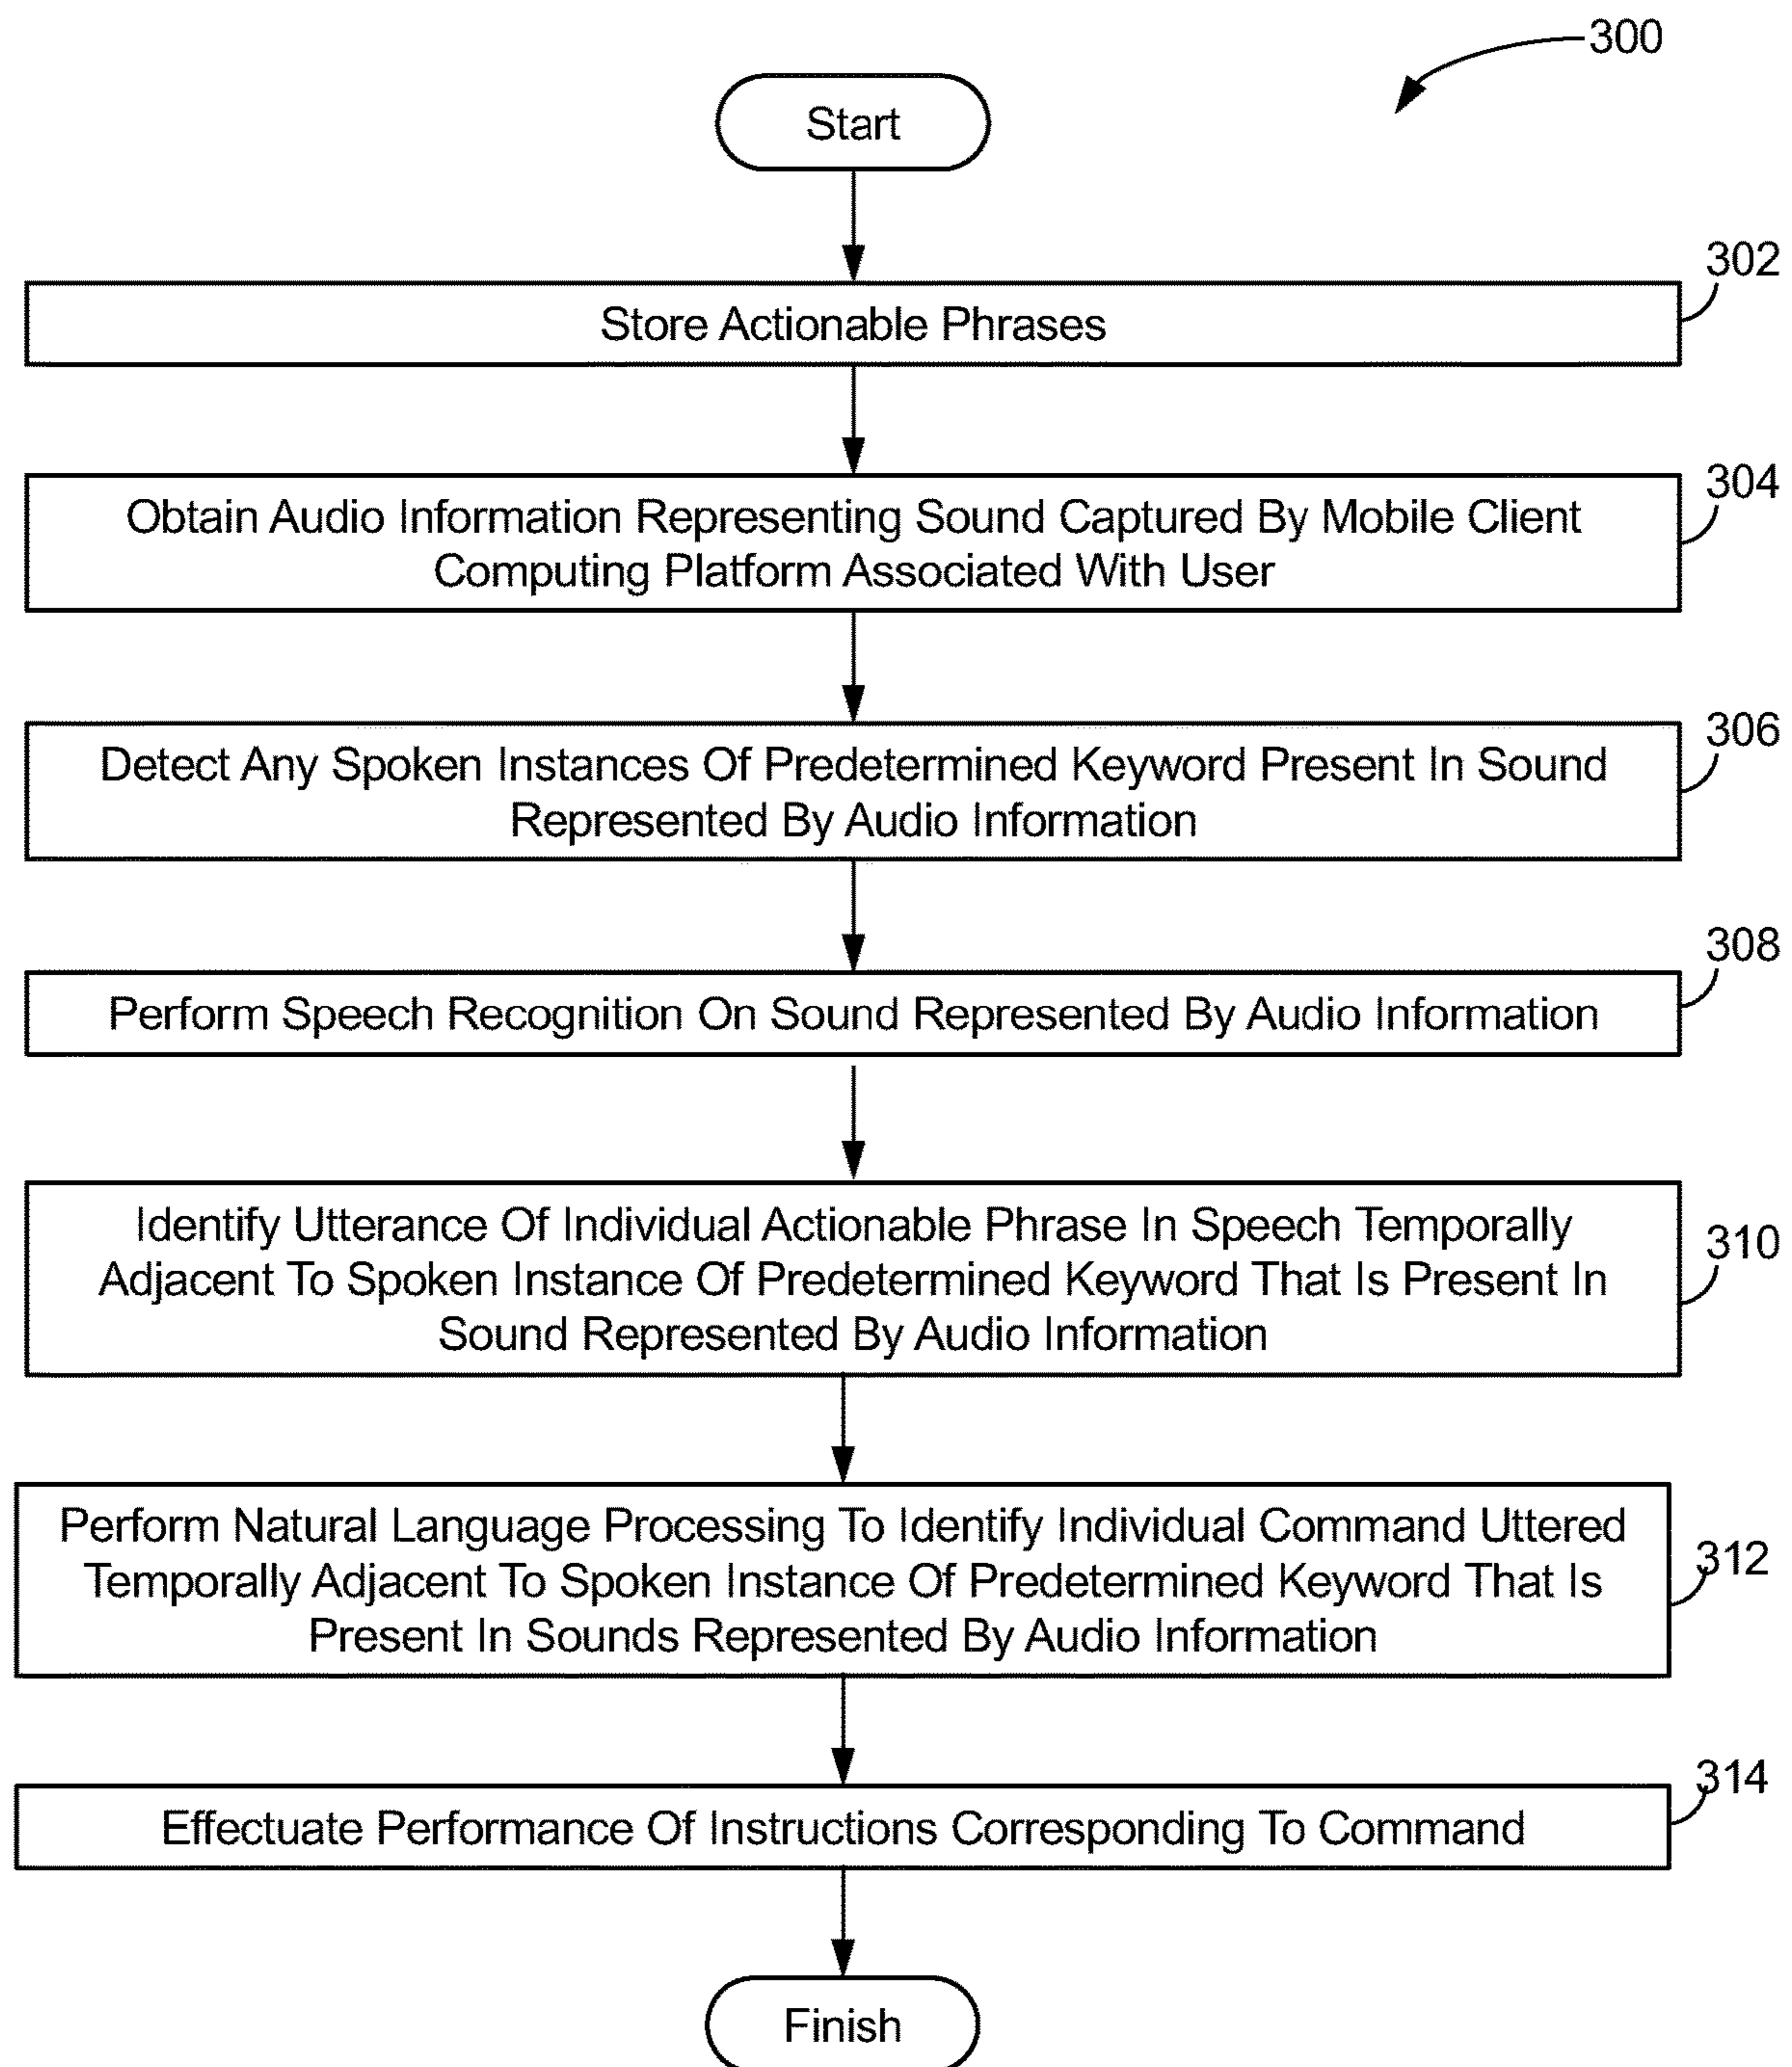 300
Start
302
Store Actionable Phrases
304
Obtain Audio Information Representing Sound Captured By Mobile Client
Computing Platform Associated With User
306
Detect Any Spoken Instances Of Predetermined Keyword Present In Sound
Represented By Audio Information
308
Perform Speech Recognition On Sound Represented By Audio Information
310
Identify Utterance Of Individual Actionable Phrase In Speech Temporally
Adjacent To Spoken Instance Of Predetermined Keyword That Is Present In
Sound Represented By Audio Information
312
Perform Natural Language Processing To Identify Individual Command Uttered
Temporally Adjacent To Spoken Instance Of Predetermined Keyword That Is
Present In Sounds Represented By Audio Information
314
Effectuate Performance Of Instructions Corresponding To Command
Finish